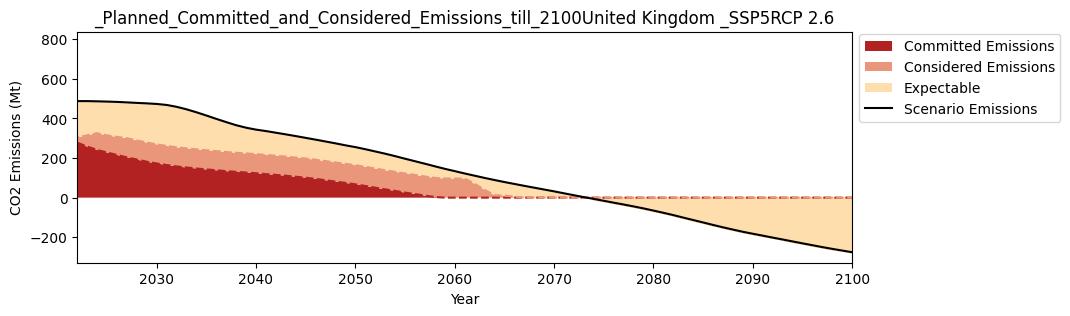 _Planned_Committed_and_Considered_Emissions_till_2100United Kingdom _SSP5RCP 2.6
800
600
400
200
0
−200
CO2 Emissions (Mt)
2030 2040 2050 2060 2070 2080 2090 2100
Year
Committed Emissions
Considered Emissions
Expectable
Scenario Emissions